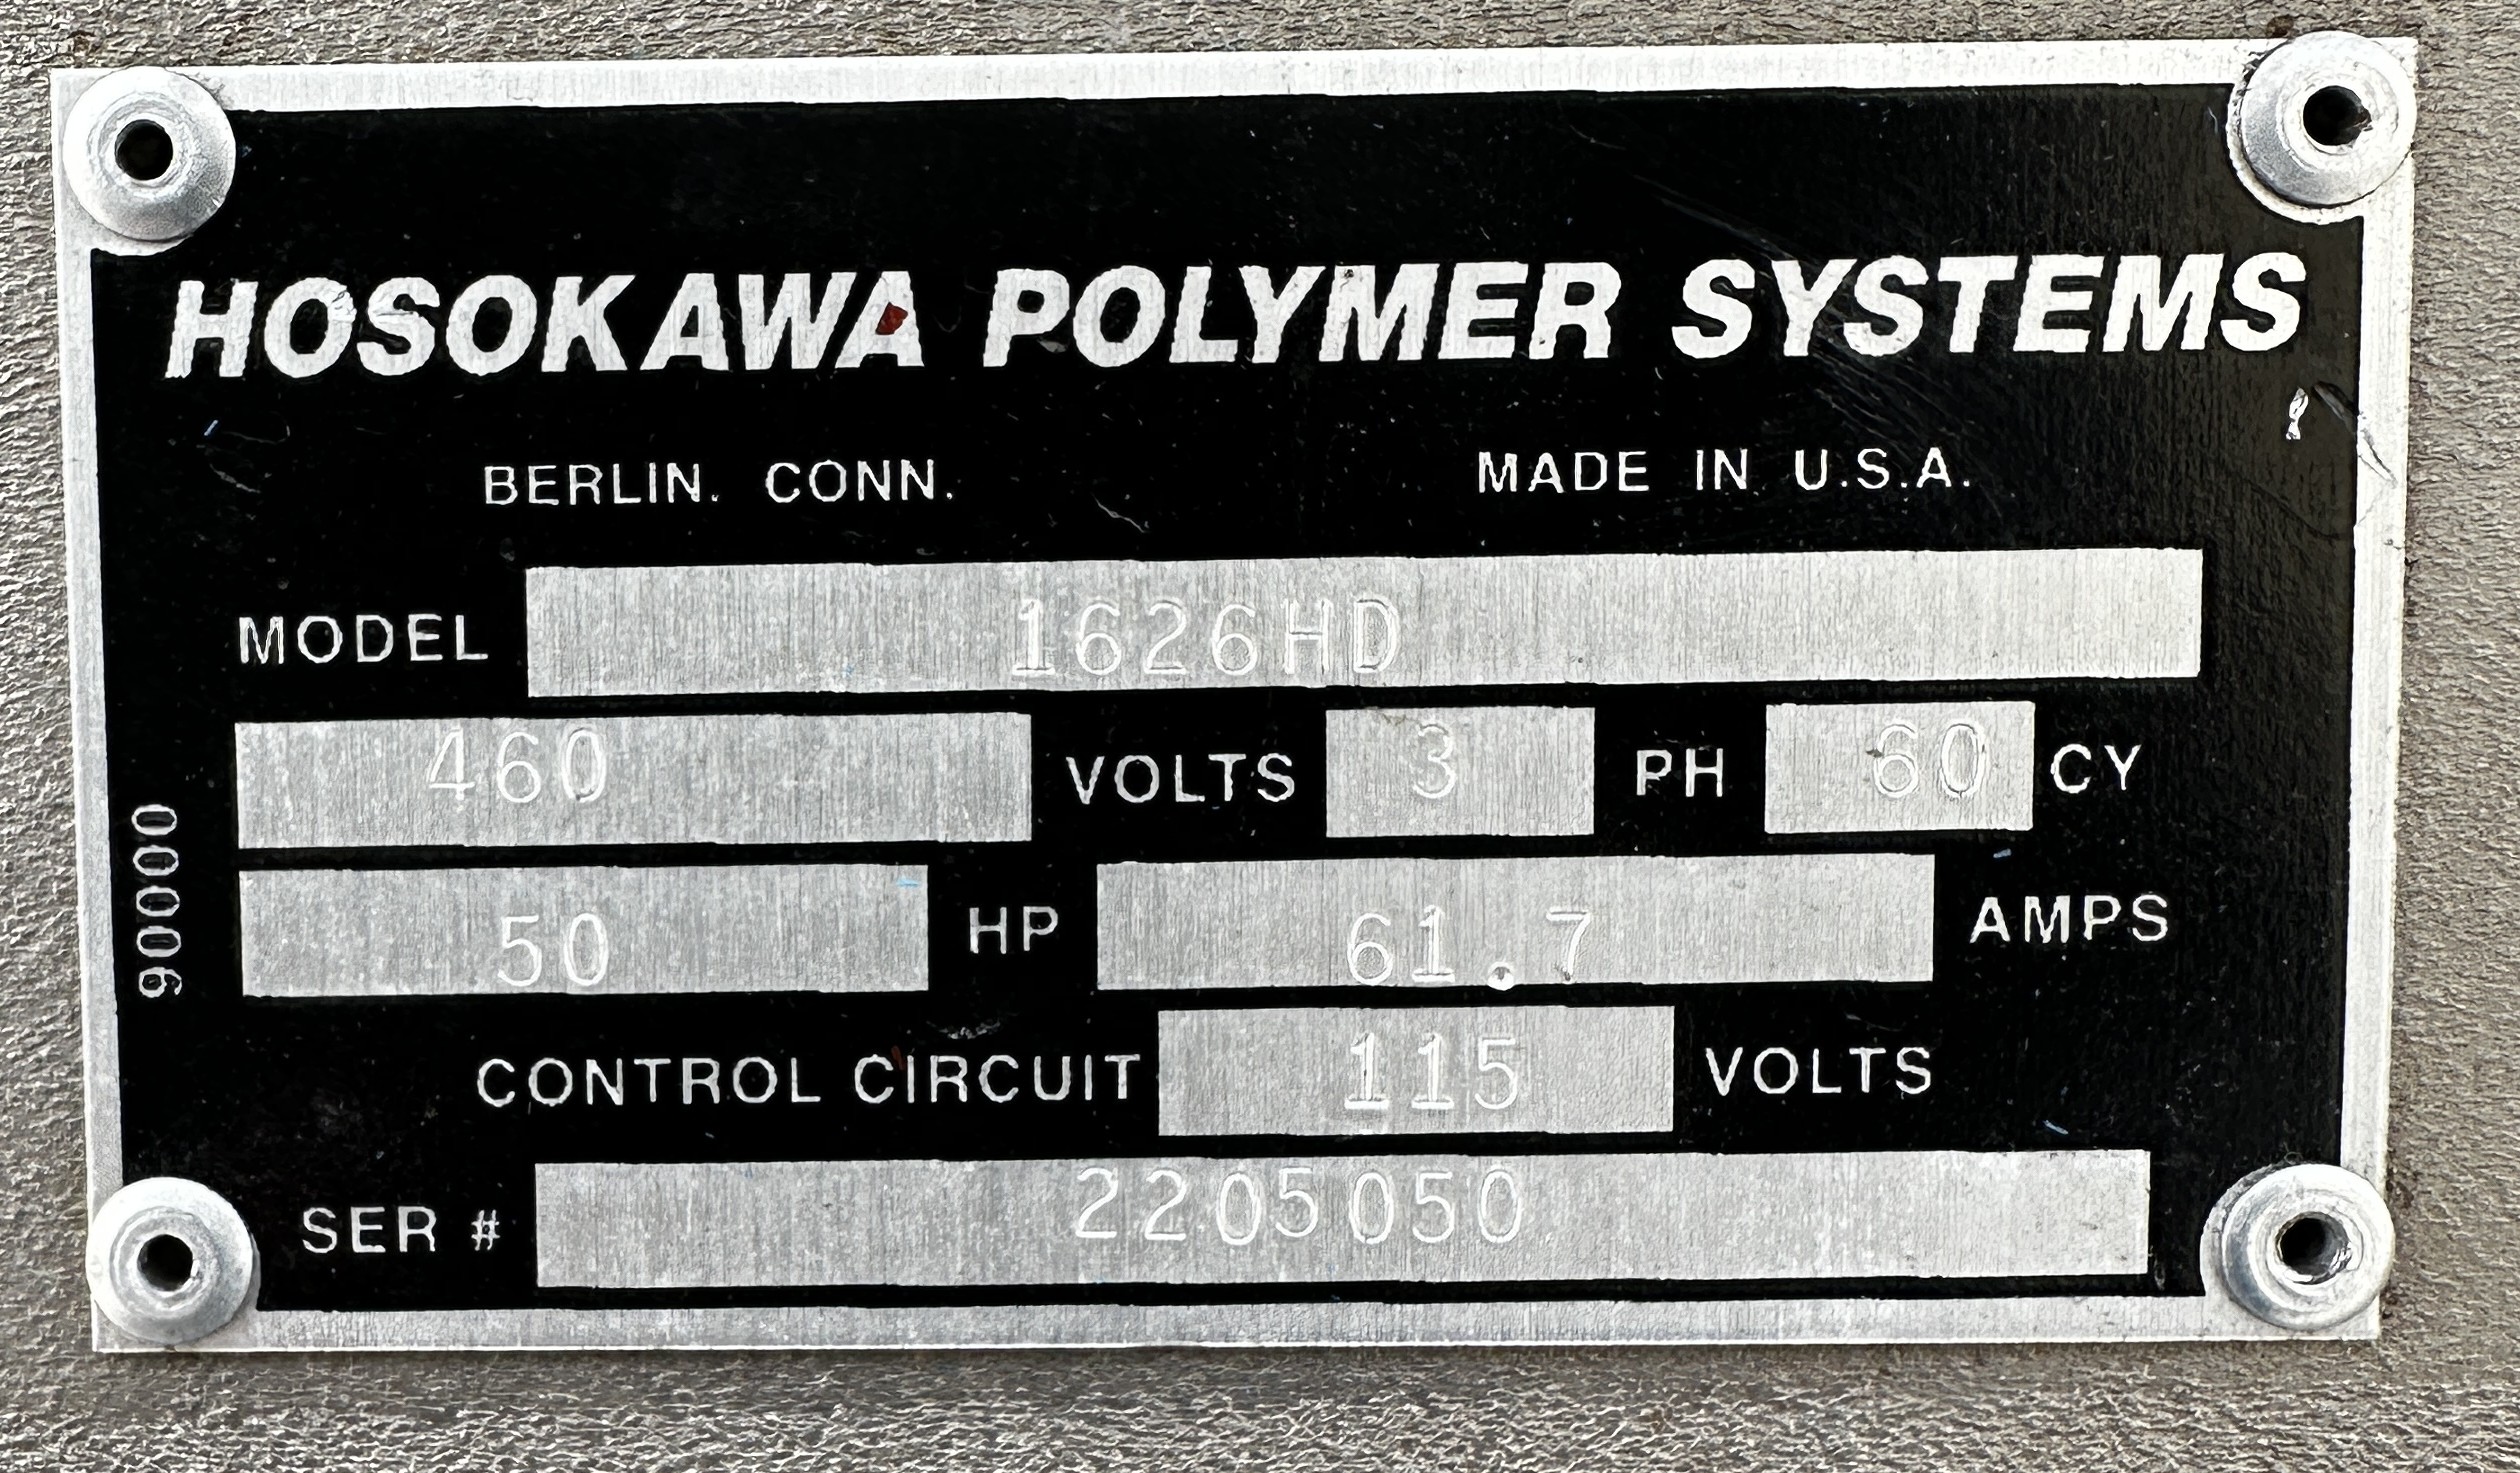 HOSOKAWA POLYMER SYSTEMS
BERLIN. CONN. MADE IN U.S.A.
MODEL 1626HD
460 VOLTS 3 PH 60 CY
50 HP 61.7 AMPS
CONTROL CIRCUIT 115 VOLTS
SER # 2205050
90000